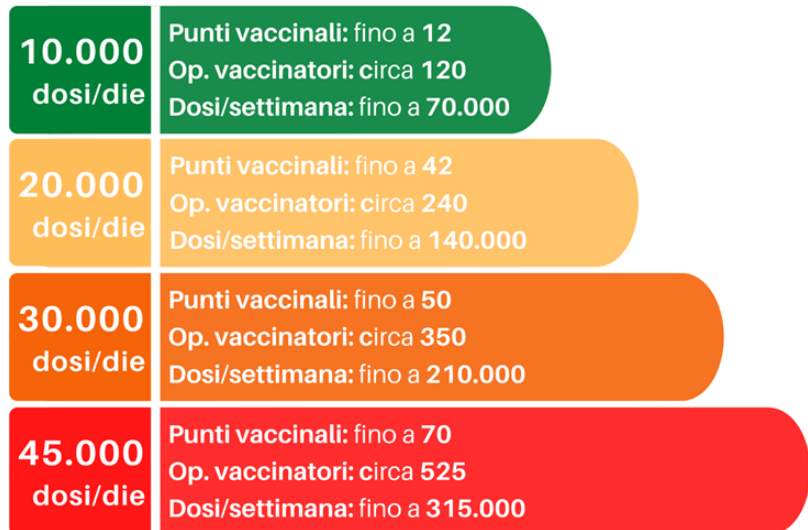 10.000
dosi/die
Punti vaccinali: fino a 12
Op. vaccinatori: circa 120
Dosi/settimana: fino a 70.000
20.000
dosi/die
Punti vaccinali: fino a 42
Op. vaccinatori: circa 240
Dosi/settimana: fino a 140.000
30.000
dosi/die
Punti vaccinali: fino a 50
Op. vaccinatori: circa 350
Dosi/settimana: fino a 210.000
45.000
dosi/die
Punti vaccinali: fino a 70
Op. vaccinatori: circa 525
Dosi/settimana: fino a 315.000